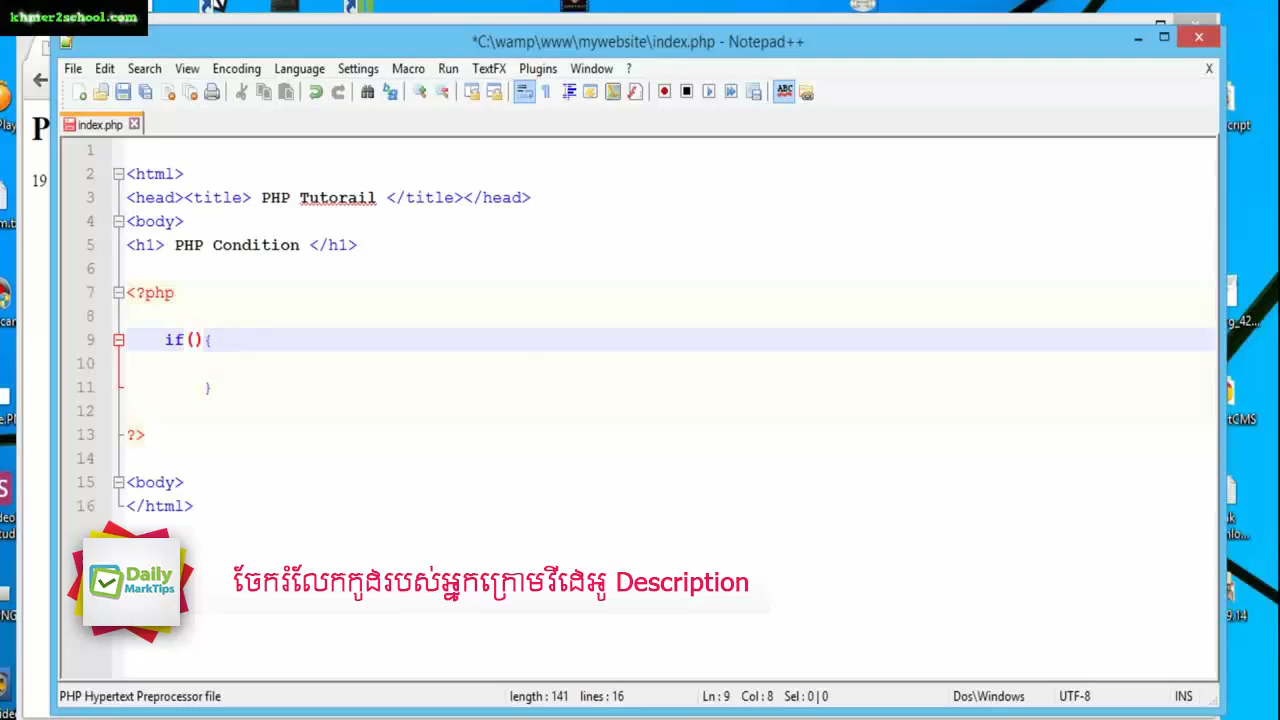 khmer2school.com
*C:\wamp\www\mywebsite\index.php - Notepad++
File Edit Search View Encoding Language Settings Macro Run TextFX Plugins Window ? X
index.php
1
2 <html>
3 <head><title> PHP Tutorail </title></head>
4 <body>
5 <h1> PHP Condition </h1>
6
7 <?php
8
9 if(){
10
11 }
12
13 ?>
14
15 <body>
16 </html>
19
Daily
MarkTips
ចែករំលែកកូដរបស់អ្នកក្រោមវីដេអូ Description
PHP Hypertext Preprocessor file length : 141 lines : 16 Ln : 9 Col : 8 Sel : 0 | 0 Dos\Windows UTF-8 INS